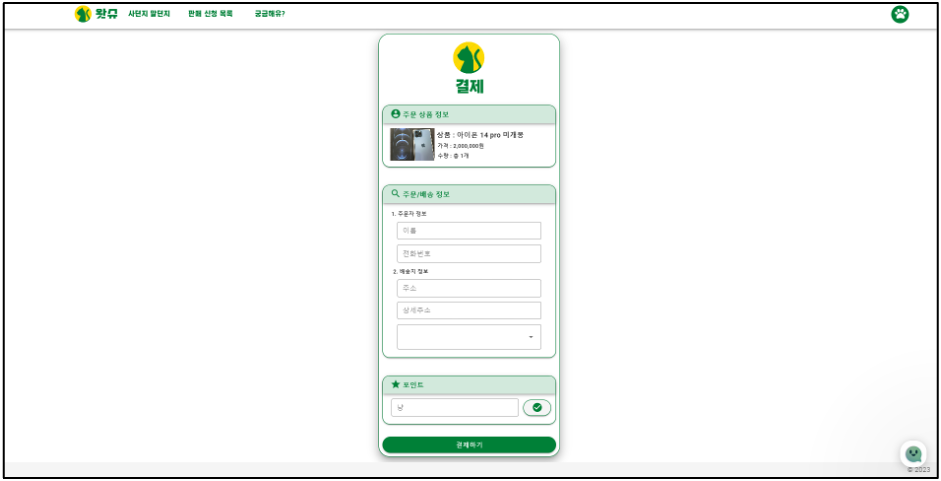 왓슈 사던지 팔던지 판매 신청 목록 궁금해유?
결제
주문 상품 정보
상품 : 아이폰 14 pro 미개봉
가격 : 2,000,000원
수량 : 총 1개
주문/배송 정보
1. 주문자 정보
이름
전화번호
2. 배송지 정보
주소
상세주소
포인트
냥
결제하기
© 2023